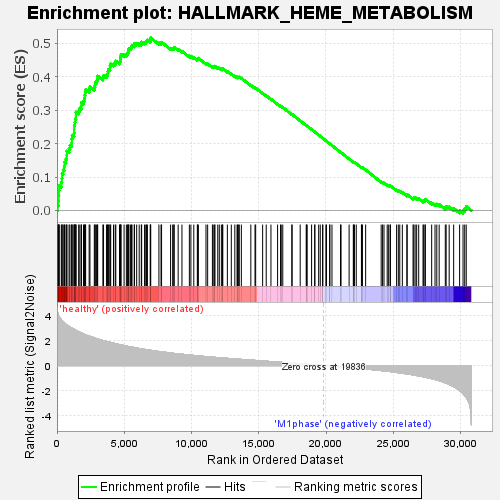 Enrichment plot: HALLMARK_HEME_METABOLISM
Enrichment score (ES)
0.5
0.4
0.3
0.2
0.1
0.0
Ranked list metric (Signal2Noise)
'healthy' (positively correlated)
4
2
0
-2
-4
Zero cross at 19836
'M1phase' (negatively correlated)
0
5,000
10,000
15,000
20,000
25,000
30,000
Rank in Ordered Dataset
Enrichment profile
Hits
Ranking metric scores